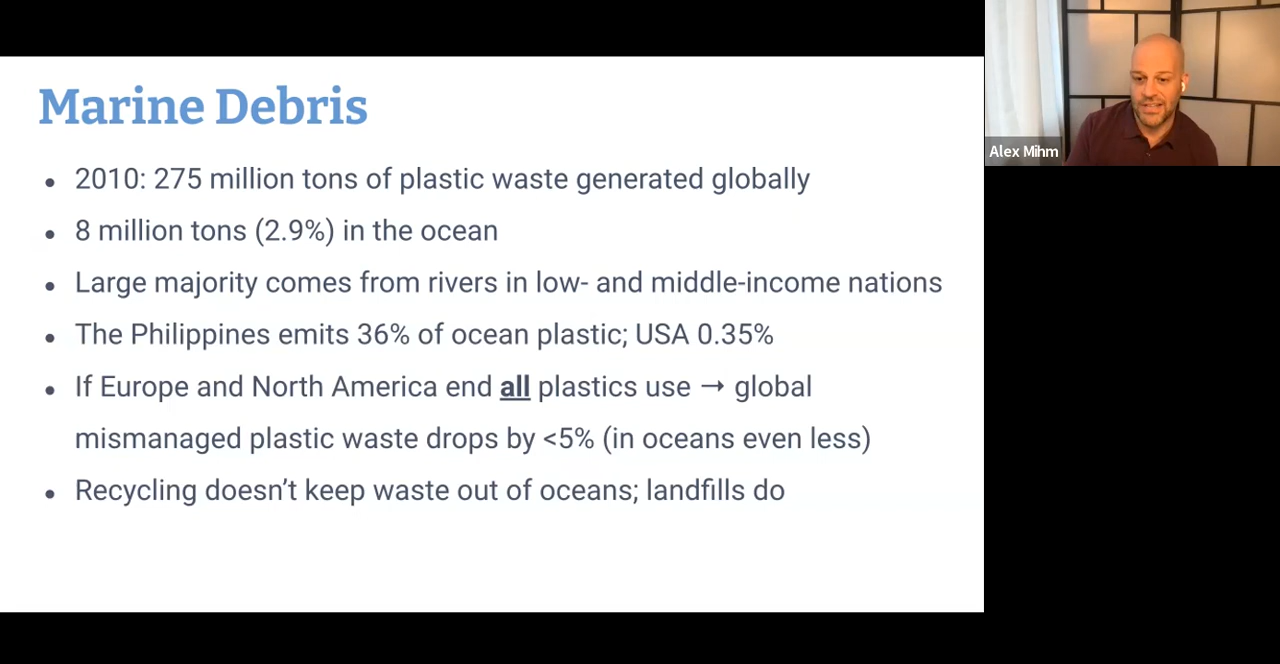 Marine Debris
• 2010: 275 million tons of plastic waste generated globally
• 8 million tons (2.9%) in the ocean
• Large majority comes from rivers in low- and middle-income nations
• The Philippines emits 36% of ocean plastic; USA 0.35%
• If Europe and North America end all plastics use → global
mismanaged plastic waste drops by <5% (in oceans even less)
• Recycling doesn’t keep waste out of oceans; landfills do
Alex Mihm